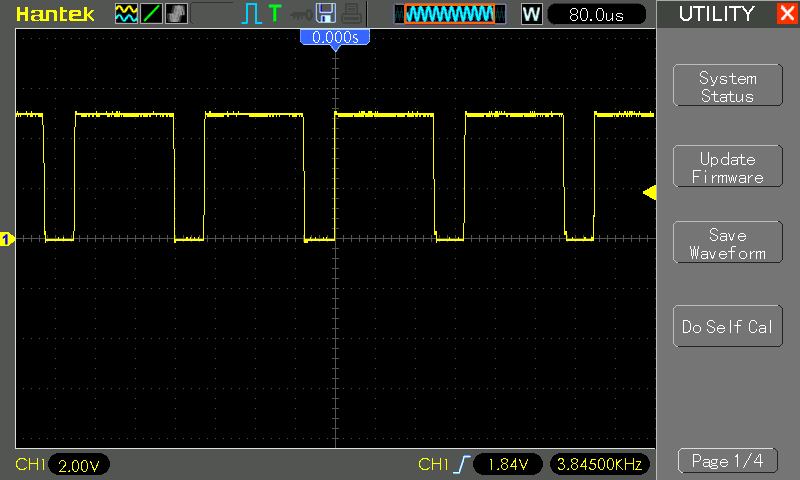 Hantek
T
W
80.0us
UTILITY
X
0.000s
System
Status
Update
Firmware
1
Save
Waveform
Do Self Cal
CH1 2.00V
CH1 1.84V 3.84500KHz
Page 1/4